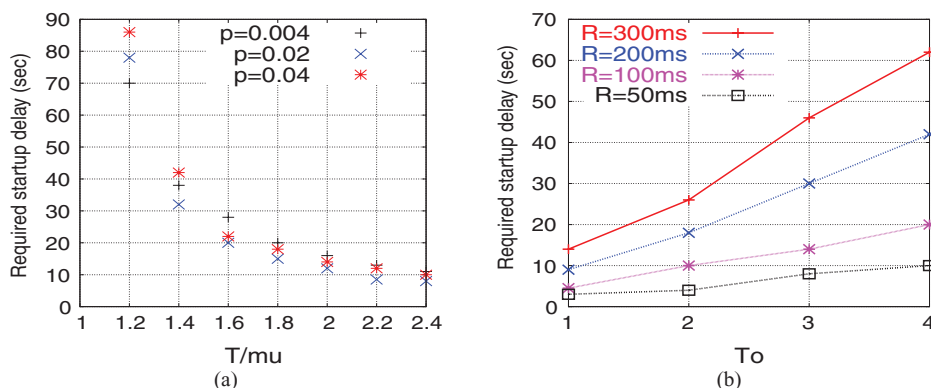 Required startup delay (sec)
90
80
70
60
50
40
30
20
10
0
p=0.004
p=0.02
p=0.04
1 1.2 1.4 1.6 1.8 2 2.2 2.4
T/mu
(a)
Required startup delay (sec)
70
60
50
40
30
20
10
0
R=300ms
R=200ms
R=100ms
R=50ms
1 2 3 4
To
(b)